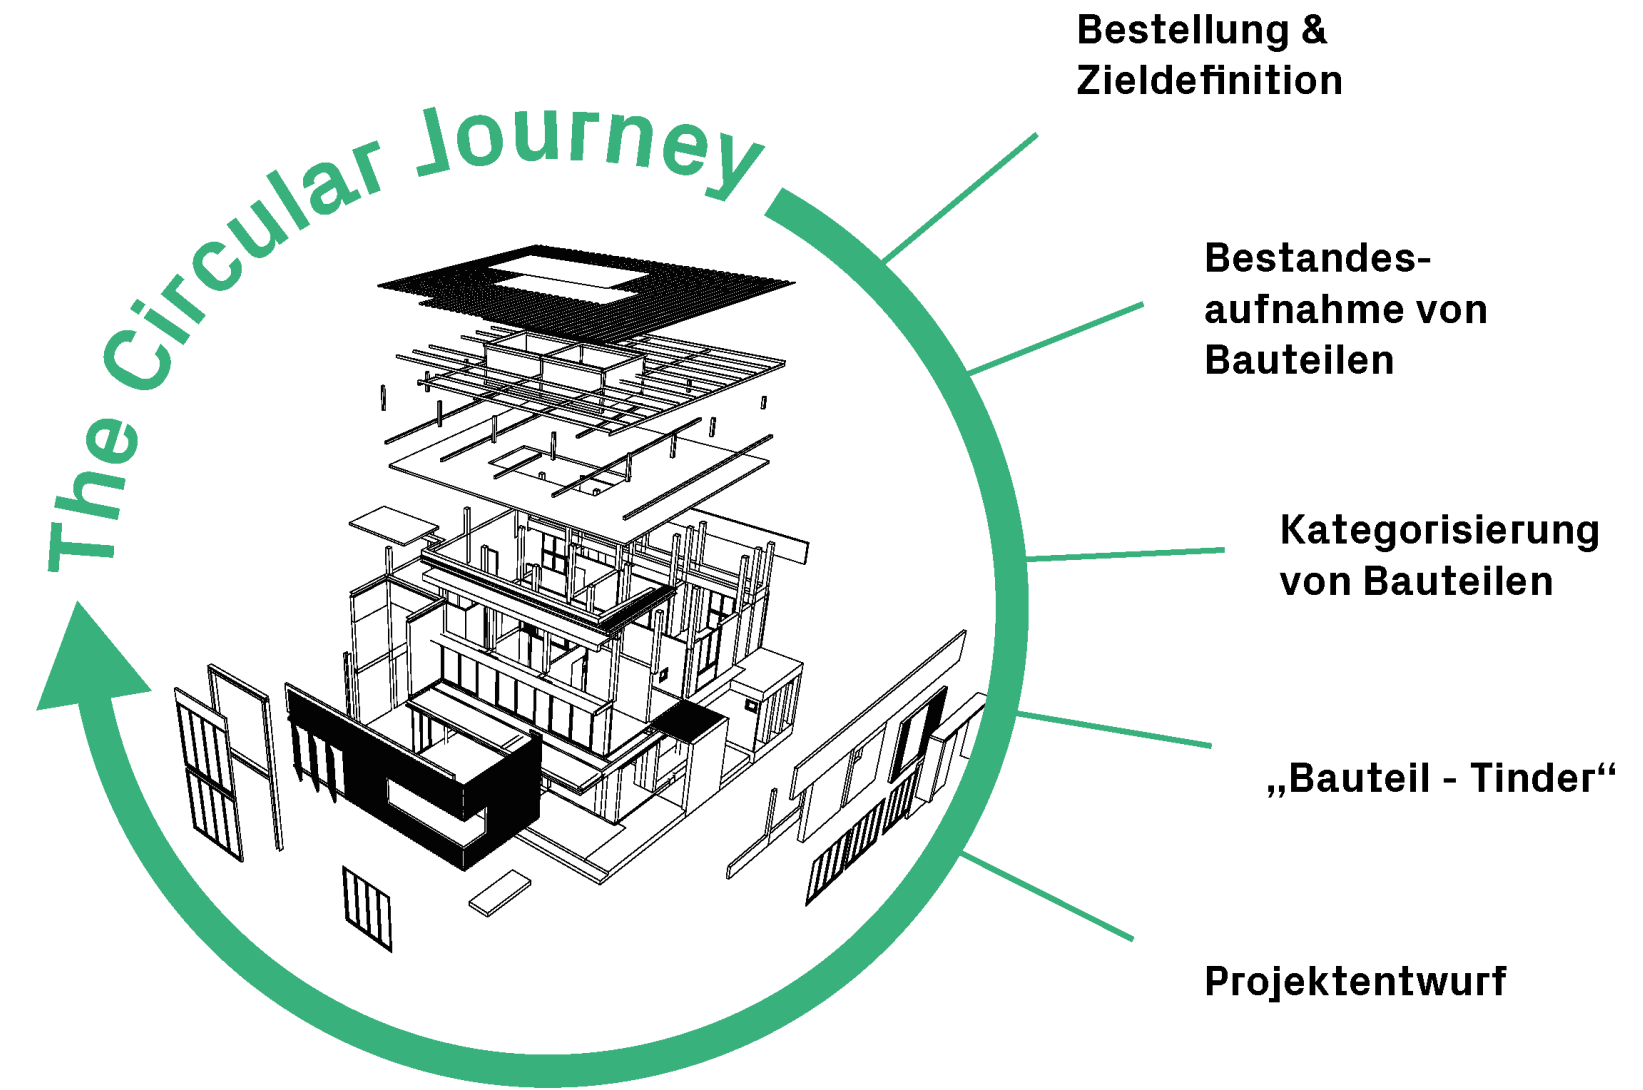 The Circular Journey
Bestellung &
Zieldefinition
Bestandes-
aufnahme von
Bauteilen
Kategorisierung
von Bauteilen
„Bauteil - Tinder“
Projektentwurf